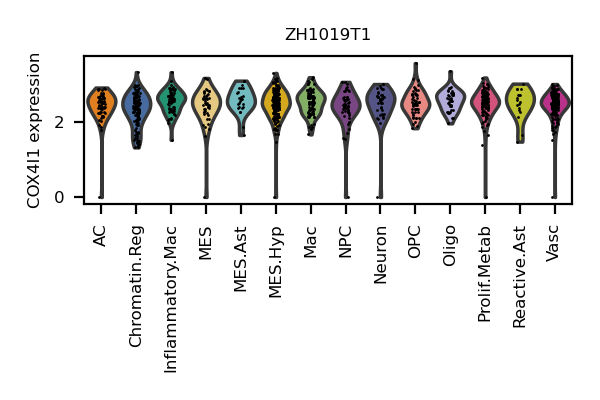 ZH1019T1
COX4I1 expression
2
0
AC
Chromatin.Reg
Inflammatory.Mac
MES
MES.Ast
MES.Hyp
Mac
NPC
Neuron
OPC
Oligo
Prolif.Metab
Reactive.Ast
Vasc